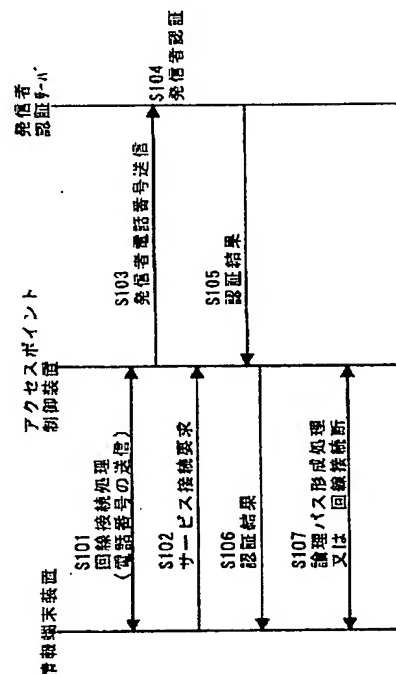 情報端末装置
アクセスポイント
制御装置
発信者
認証サーバ
S101
回線接続処理
(電話番号の送信)
S102
サービス接続要求
S103
発信者電話番号送信
S104
発信者認証
S105
認証結果
S106
認証結果
S107
論理パス形成処理
又は 回線接続断